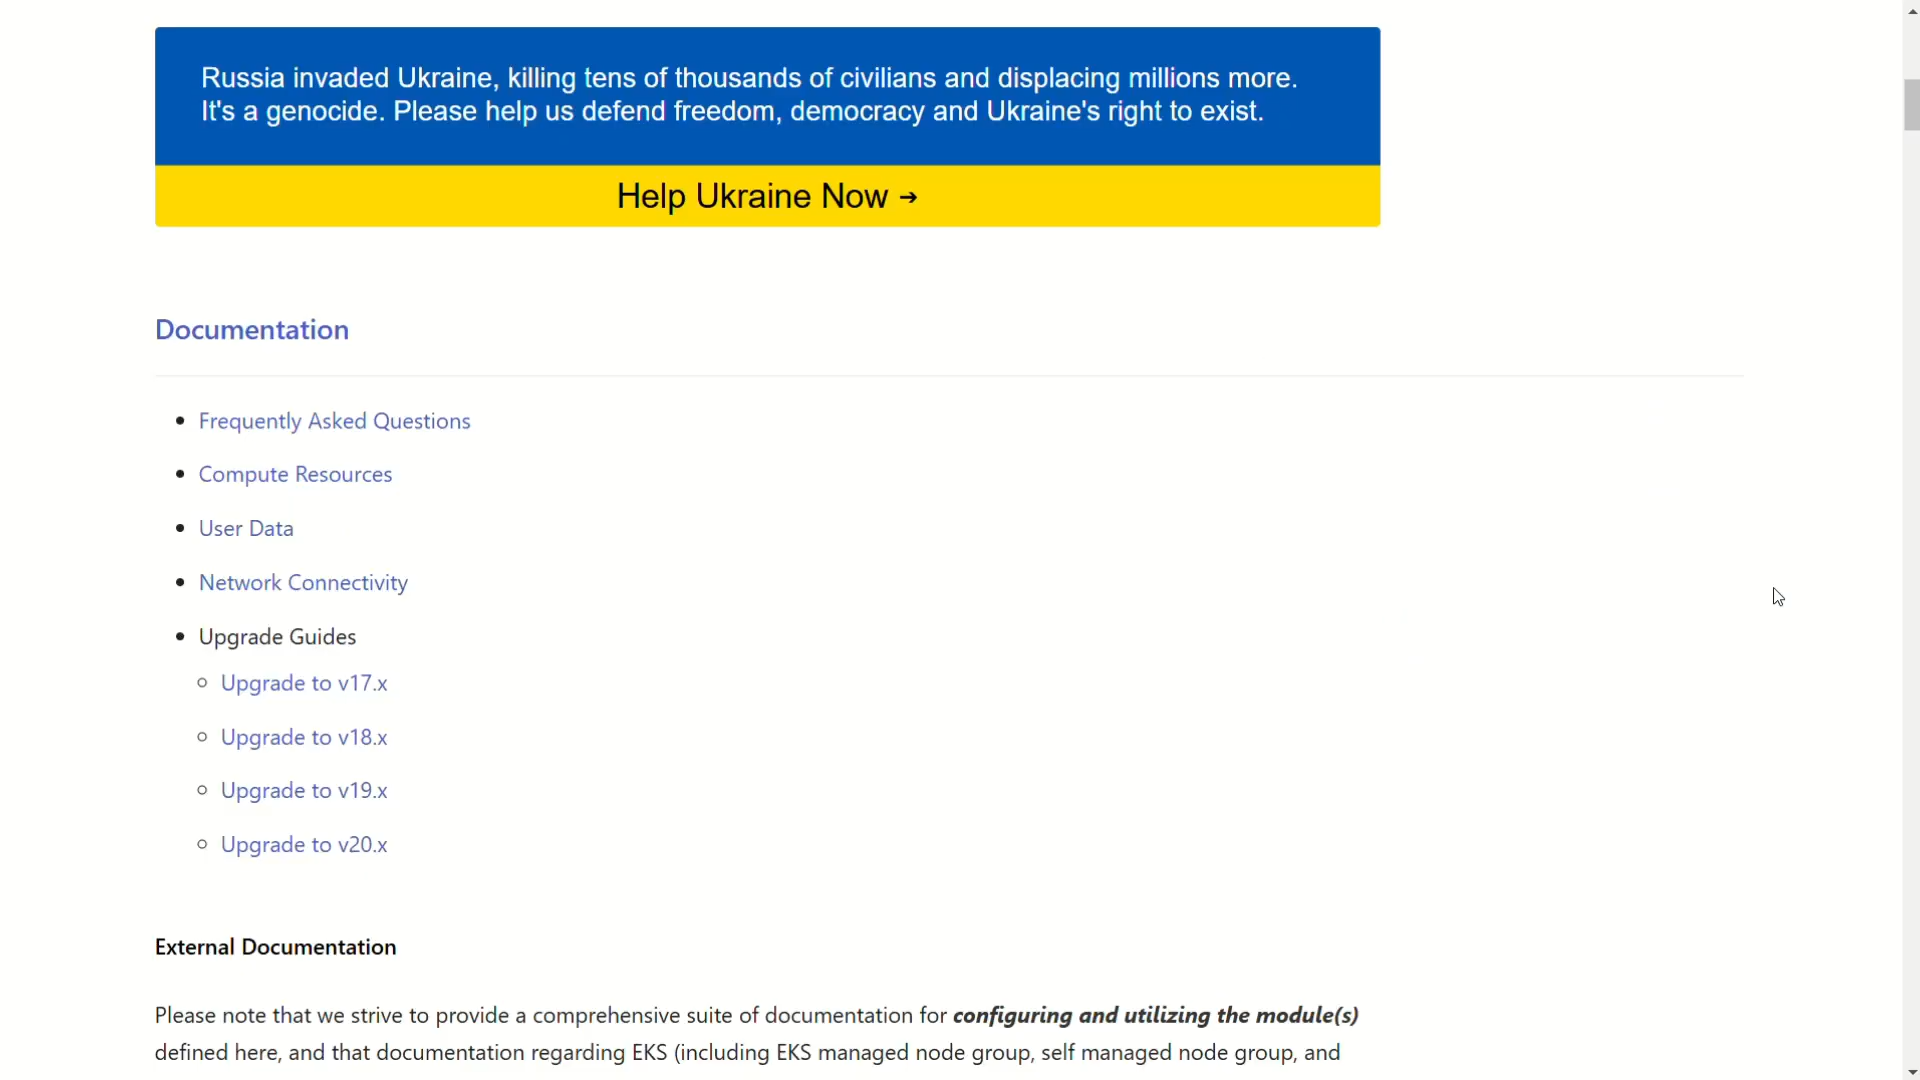 Russia invaded Ukraine, killing tens of thousands of civilians and displacing millions more.
It's a genocide. Please help us defend freedom, democracy and Ukraine's right to exist.
Help Ukraine Now →
Documentation
Frequently Asked Questions
Compute Resources
User Data
Network Connectivity
Upgrade Guides
Upgrade to v17.x
Upgrade to v18.x
Upgrade to v19.x
Upgrade to v20.x
External Documentation
Please note that we strive to provide a comprehensive suite of documentation for configuring and utilizing the module(s)
defined here, and that documentation regarding EKS (including EKS managed node group, self managed node group, and